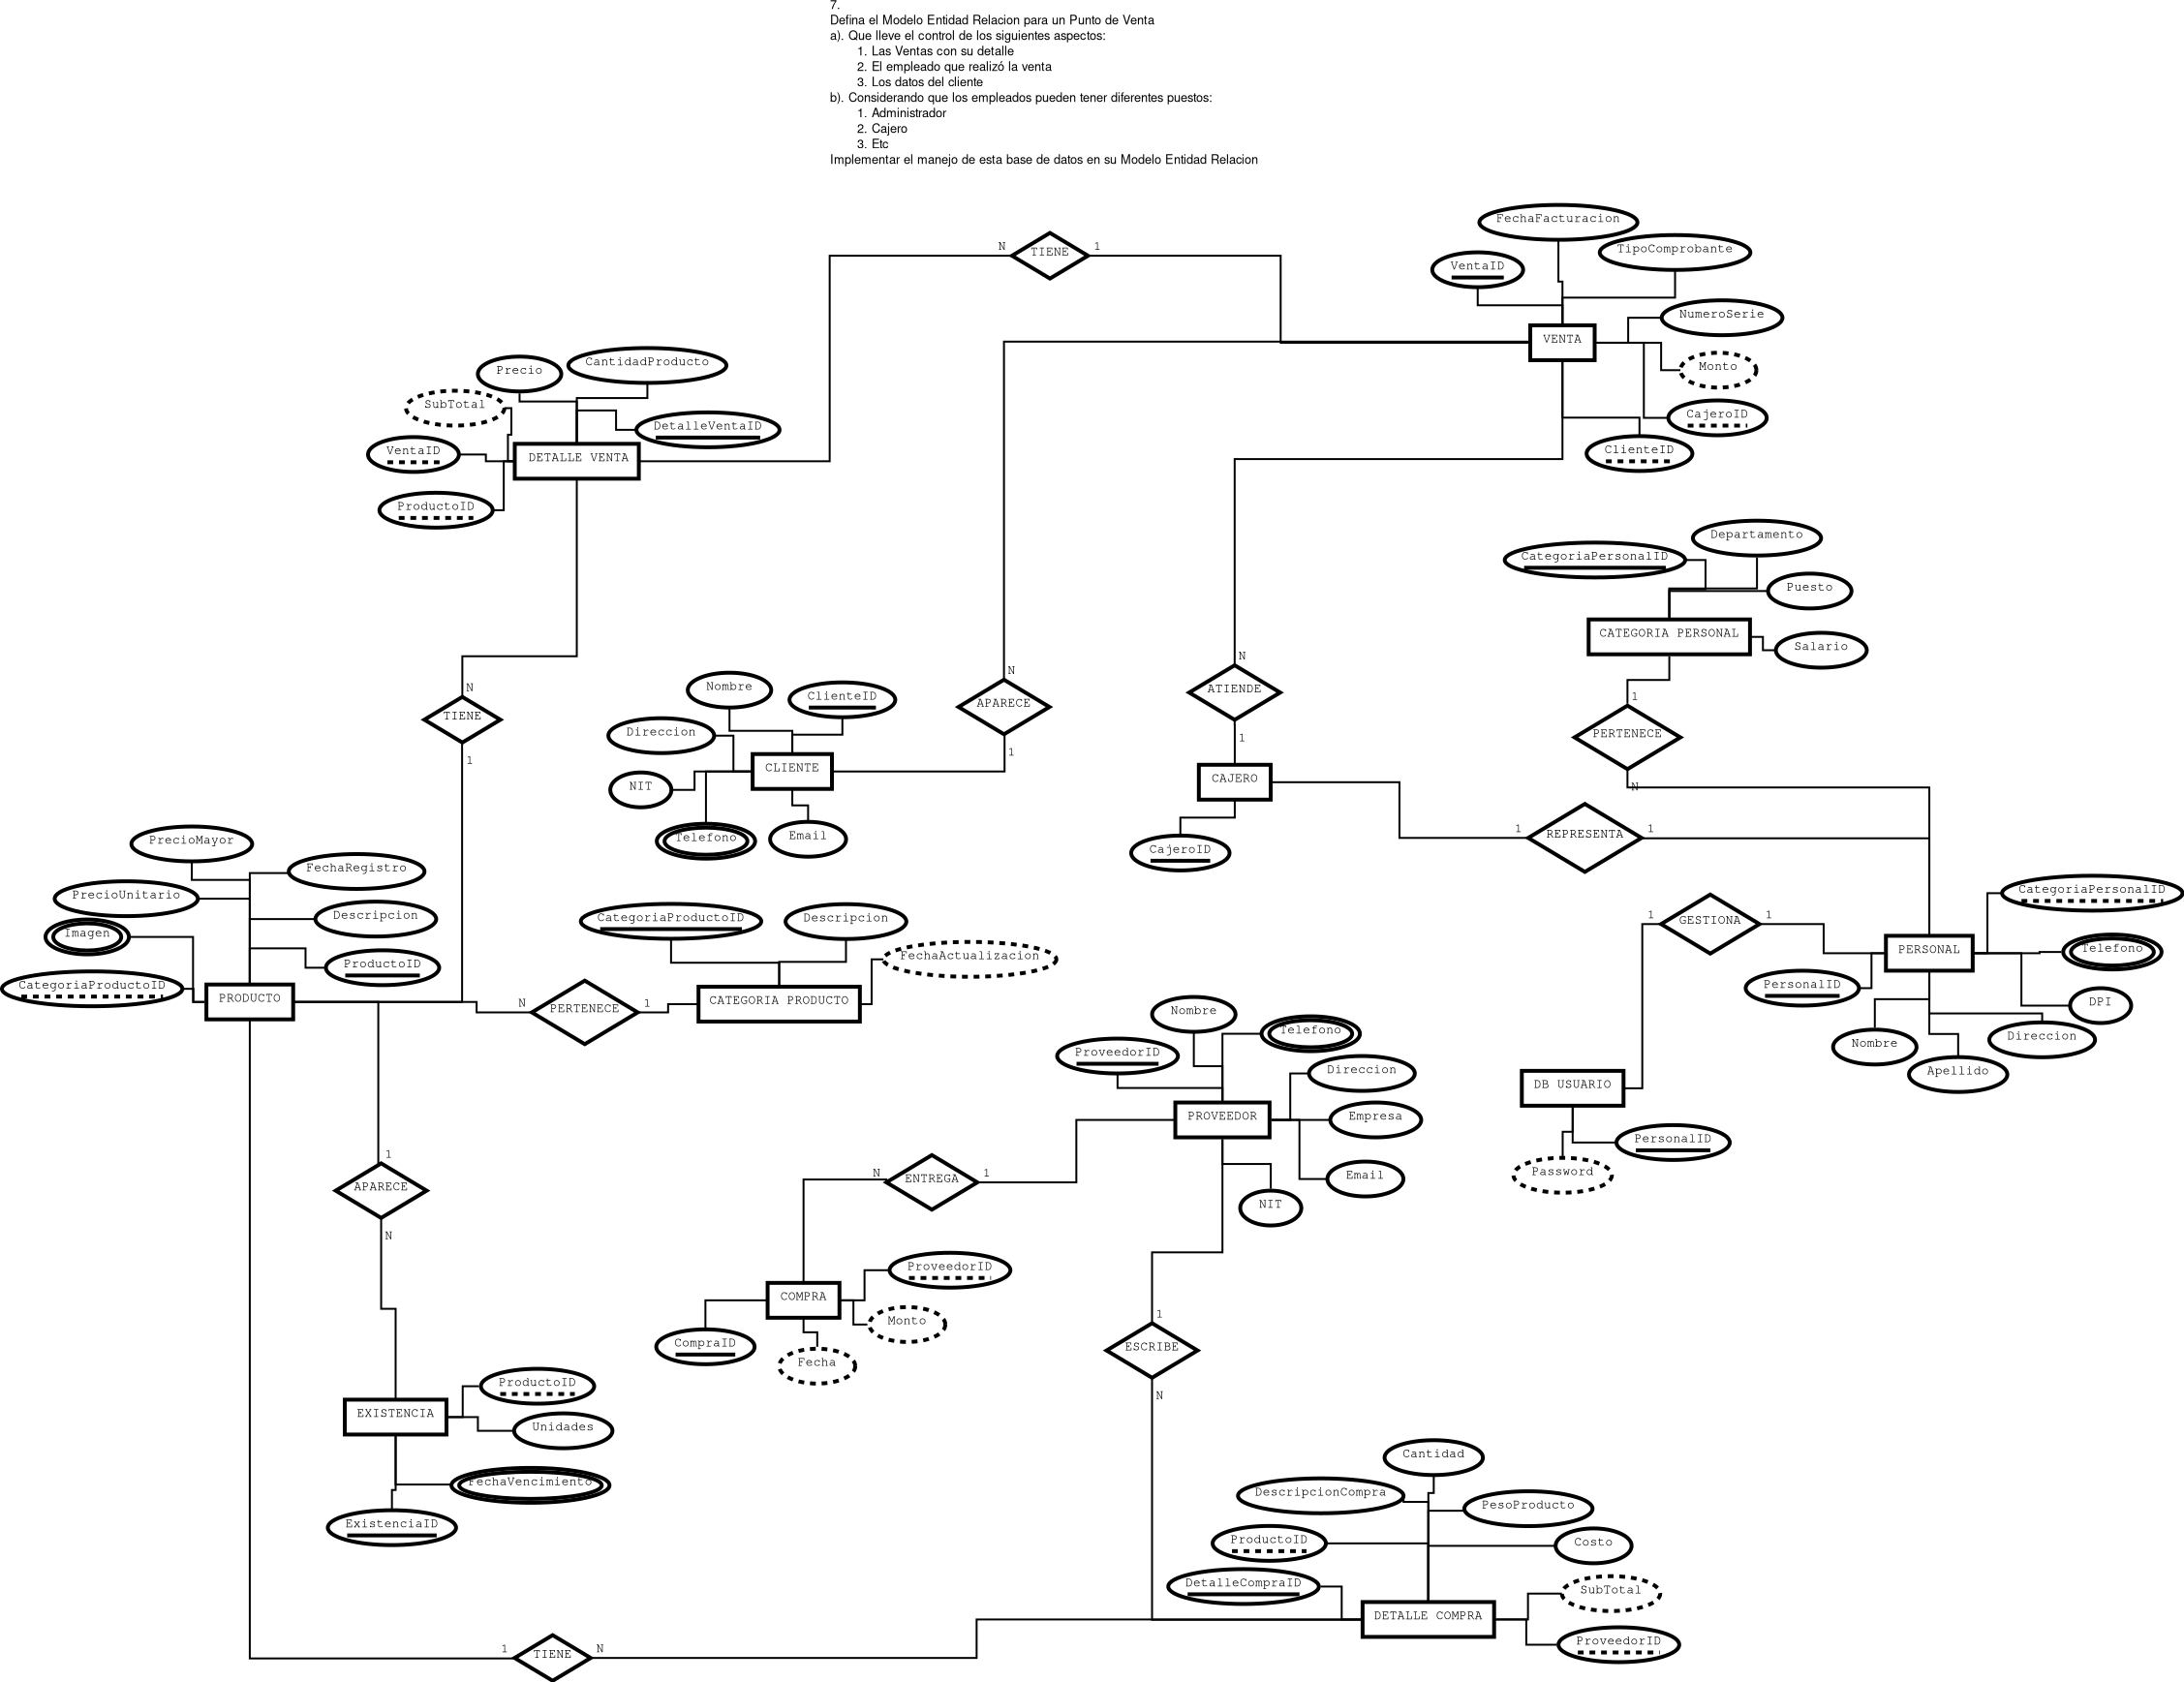 7.
Defina el Modelo Entidad Relacion para un Punto de Venta
a). Que lleve el control de los siguientes aspectos:
1. Las Ventas con su detalle
2. El empleado que realizó la venta
3. Los datos del cliente
b). Considerando que los empleados pueden tener diferentes puestos:
1. Administrador
2. Cajero
3. Etc
Implementar el manejo de esta base de datos en su Modelo Entidad Relacion
FechaFacturacion
N
TIENE
1
TipoComprobante
VentaID
NumeroSerie
VENTA
Precio
CantidadProducto
Monto
SubTotal
CajeroID
DetalleVentaID
VentaID
DETALLE VENTA
ClienteID
ProductoID
Departamento
CategoriaPersonalID
Puesto
CATEGORIA PERSONAL
Salario
N
N
N
Nombre
ClienteID
TIENE
APARECE
ATIENDE
1
Direccion
PERTENECE
1
1
1
CLIENTE
CAJERO
NIT
N
Telefono
Email
1
REPRESENTA
1
PrecioMayor
CajeroID
FechaRegistro
PrecioUnitario
CategoriaPersonalID
Imagen
Descripcion
CategoriaProductoID
Descripcion
1
GESTIONA
1
Telefono
ProductoID
FechaActualizacion
PERSONAL
CategoriaProductoID
PersonalID
PRODUCTO
N
PERTENECE
1
CATEGORIA PRODUCTO
DPI
Nombre
Telefono
Nombre
Direccion
ProveedorID
Direccion
Apellido
DB USUARIO
PROVEEDOR
Empresa
PersonalID
1
APARECE
N
ENTREGA
1
Email
Password
NIT
N
ProveedorID
COMPRA
Monto
1
CompraID
Fecha
ESCRIBE
N
ProductoID
EXISTENCIA
Unidades
Cantidad
FechaVencimiento
DescripcionCompra
PesoProducto
ExistenciaID
ProductoID
Costo
DetalleCompraID
SubTotal
DETALLE COMPRA
ProveedorID
1
TIENE
N